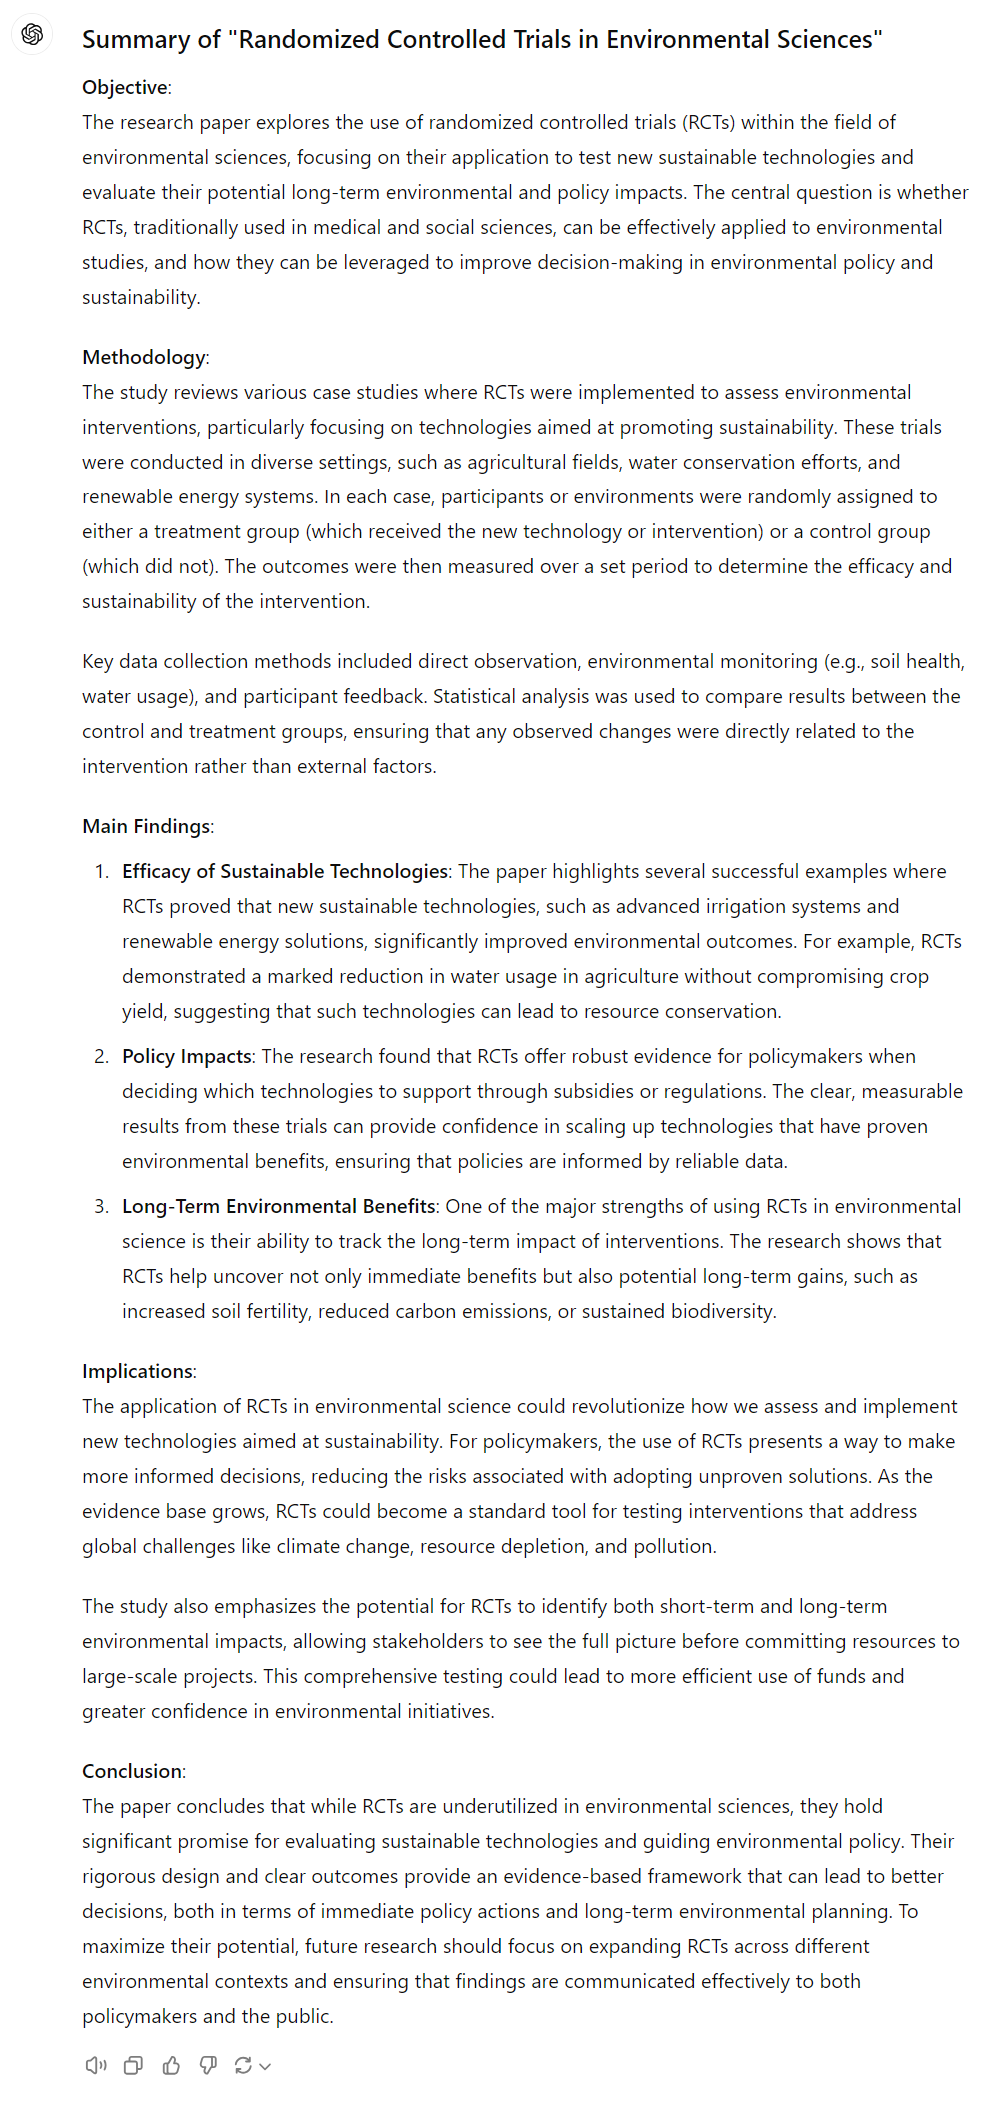 Summary of "Randomized Controlled Trials in Environmental Sciences"
Objective:
The research paper explores the use of randomized controlled trials (RCTs) within the field of
environmental sciences, focusing on their application to test new sustainable technologies and
evaluate their potential long-term environmental and policy impacts. The central question is whether
RCTs, traditionally used in medical and social sciences, can be effectively applied to environmental
studies, and how they can be leveraged to improve decision-making in environmental policy and
sustainability.
Methodology:
The study reviews various case studies where RCTs were implemented to assess environmental
interventions, particularly focusing on technologies aimed at promoting sustainability. These trials
were conducted in diverse settings, such as agricultural fields, water conservation efforts, and
renewable energy systems. In each case, participants or environments were randomly assigned to
either a treatment group (which received the new technology or intervention) or a control group
(which did not). The outcomes were then measured over a set period to determine the efficacy and
sustainability of the intervention.
Key data collection methods included direct observation, environmental monitoring (e.g., soil health,
water usage), and participant feedback. Statistical analysis was used to compare results between the
control and treatment groups, ensuring that any observed changes were directly related to the
intervention rather than external factors.
Main Findings:
1. Efficacy of Sustainable Technologies: The paper highlights several successful examples where
RCTs proved that new sustainable technologies, such as advanced irrigation systems and
renewable energy solutions, significantly improved environmental outcomes. For example, RCTs
demonstrated a marked reduction in water usage in agriculture without compromising crop
yield, suggesting that such technologies can lead to resource conservation.
2. Policy Impacts: The research found that RCTs offer robust evidence for policymakers when
deciding which technologies to support through subsidies or regulations. The clear, measurable
results from these trials can provide confidence in scaling up technologies that have proven
environmental benefits, ensuring that policies are informed by reliable data.
3. Long-Term Environmental Benefits: One of the major strengths of using RCTs in environmental
science is their ability to track the long-term impact of interventions. The research shows that
RCTs help uncover not only immediate benefits but also potential long-term gains, such as
increased soil fertility, reduced carbon emissions, or sustained biodiversity.
Implications:
The application of RCTs in environmental science could revolutionize how we assess and implement
new technologies aimed at sustainability. For policymakers, the use of RCTs presents a way to make
more informed decisions, reducing the risks associated with adopting unproven solutions. As the
evidence base grows, RCTs could become a standard tool for testing interventions that address
global challenges like climate change, resource depletion, and pollution.
The study also emphasizes the potential for RCTs to identify both short-term and long-term
environmental impacts, allowing stakeholders to see the full picture before committing resources to
large-scale projects. This comprehensive testing could lead to more efficient use of funds and
greater confidence in environmental initiatives.
Conclusion:
The paper concludes that while RCTs are underutilized in environmental sciences, they hold
significant promise for evaluating sustainable technologies and guiding environmental policy. Their
rigorous design and clear outcomes provide an evidence-based framework that can lead to better
decisions, both in terms of immediate policy actions and long-term environmental planning. To
maximize their potential, future research should focus on expanding RCTs across different
environmental contexts and ensuring that findings are communicated effectively to both
policymakers and the public.